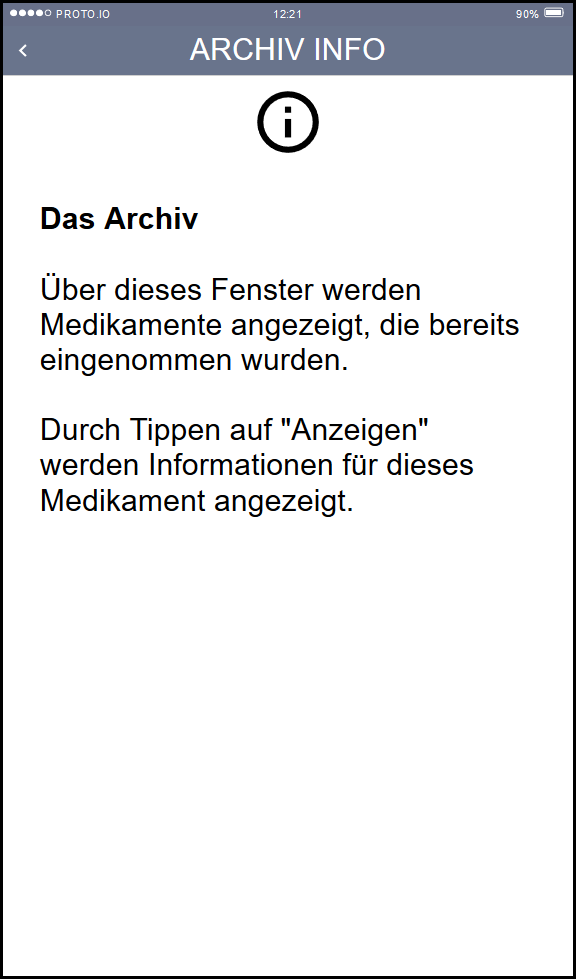 PROTO.IO 12:21 90%
ARCHIV INFO
Das Archiv
Über dieses Fenster werden
Medikamente angezeigt, die bereits
eingenommen wurden.
Durch Tippen auf "Anzeigen"
werden Informationen für dieses
Medikament angezeigt.